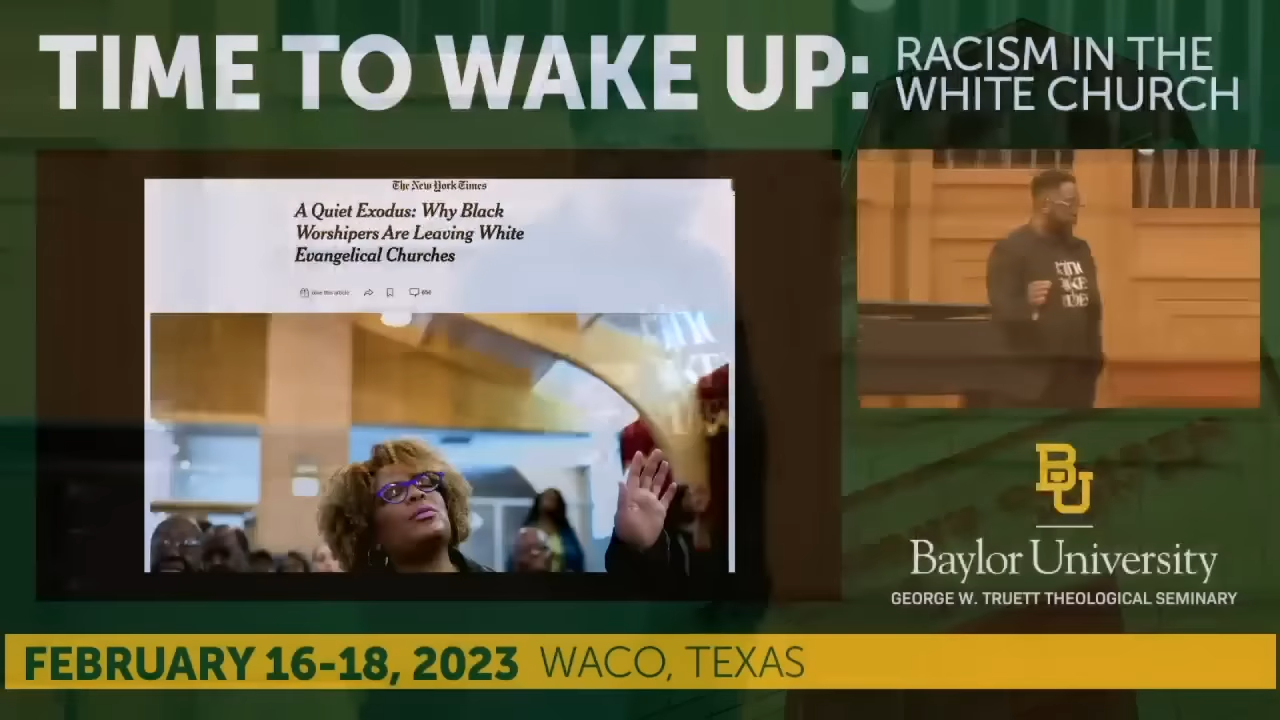 TIME TO WAKE UP:
RACISM IN THE
WHITE CHURCH
The New York Times
A Quiet Exodus: Why Black
Worshipers Are Leaving White
Evangelical Churches
BU
Baylor University
GEORGE W. TRUETT THEOLOGICAL SEMINARY
FEBRUARY 16-18, 2023 WACO, TEXAS